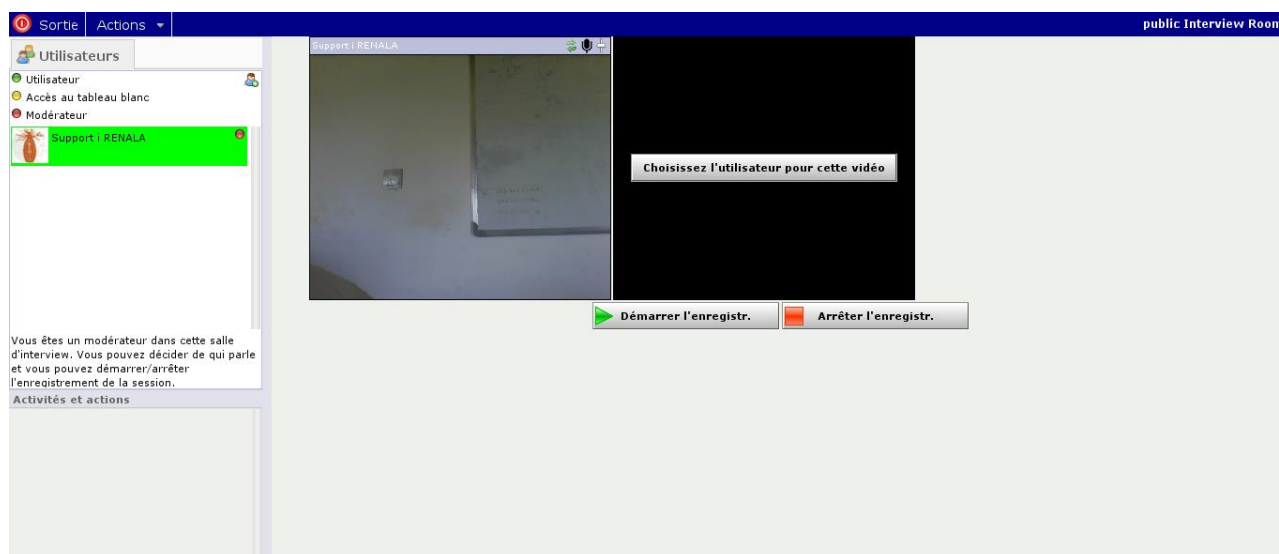 Sortie
Actions
public Interview Room
Utilisateurs
Utilisateur
Accès au tableau blanc
Modérateur
Support i RENALA
Vous êtes un modérateur dans cette salle
d'interview. Vous pouvez décider de qui parle
et vous pouvez démarrer/arrêter
l'enregistrement de la session.
Activités et actions
Support i RENALA
Choisissez l'utilisateur pour cette vidéo
Démarrer l'enregistr.
Arrêter l'enregistr.